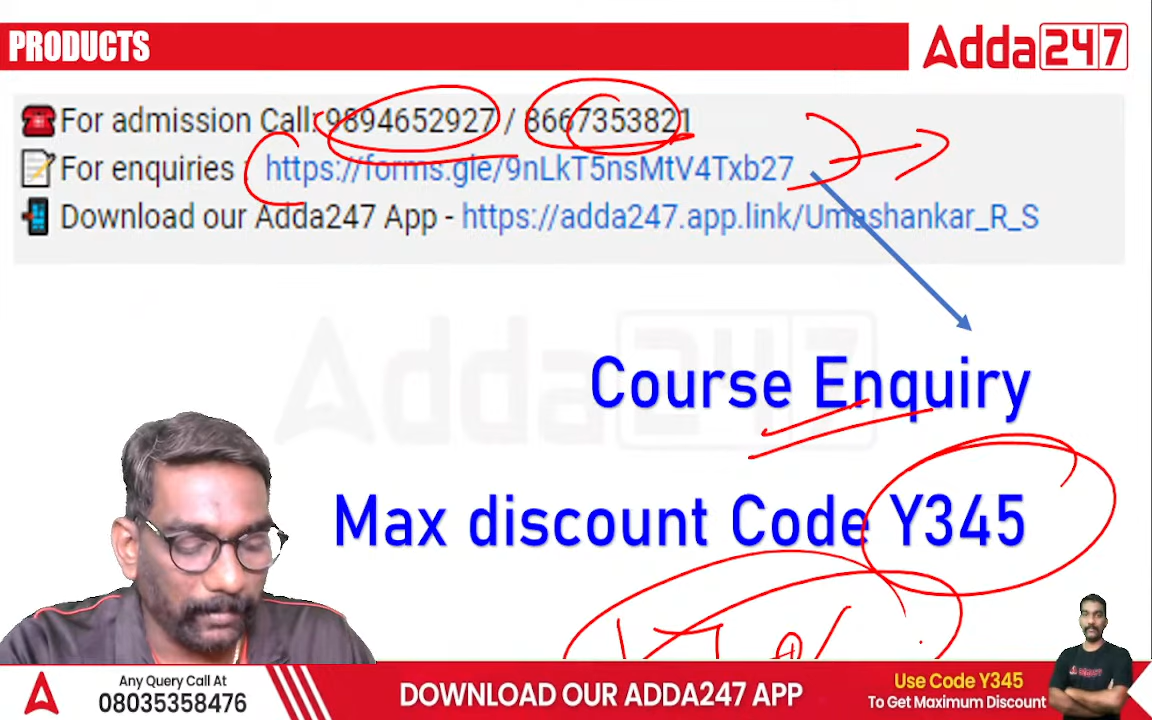 PRODUCTS
Adda247
For admission Call: 9894652927 / 8667353821
For enquiries : https://forms.gle/9nLkT5nsMtV4Txb27
Download our Adda247 App - https://adda247.app.link/Umashankar_R_S
Adda247
Course Enquiry
Max discount Code Y345
Any Query Call At
08035358476
DOWNLOAD OUR ADDA247 APP
Use Code Y345
To Get Maximum Discount